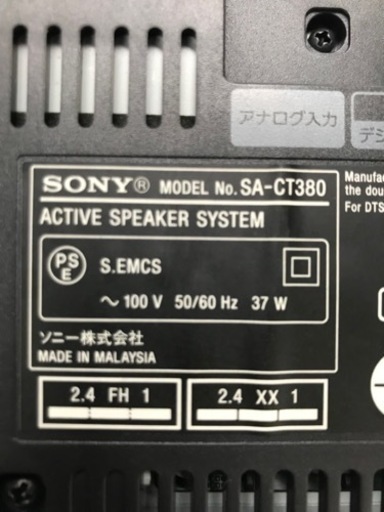 アナログ入力
デジ
SONY® MODEL No. SA-CT380
ACTIVE SPEAKER SYSTEM
PS E S.EMCS
~ 100 V 50/60 Hz 37 W
ソニー株式会社
MADE IN MALAYSIA
2.4 FH 1
2.4 XX 1
Manufac
the dou
For DTS